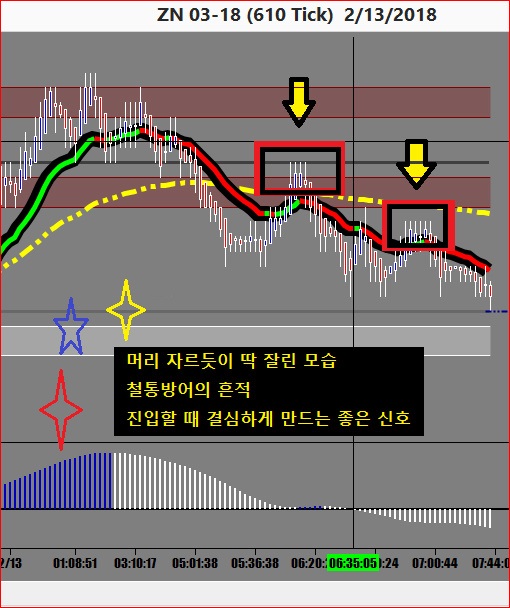 ZN 03-18 (610 Tick) 2/13/2018
머리 자르듯이 딱 잘린 모습
철통방어의 흔적
진입할 때 결심하게 만드는 좋은 신호
2/13 01:08:51 03:10:17 05:01:38 05:36:38 06:20: 06:35:05 :24 07:00:44 07:44:0